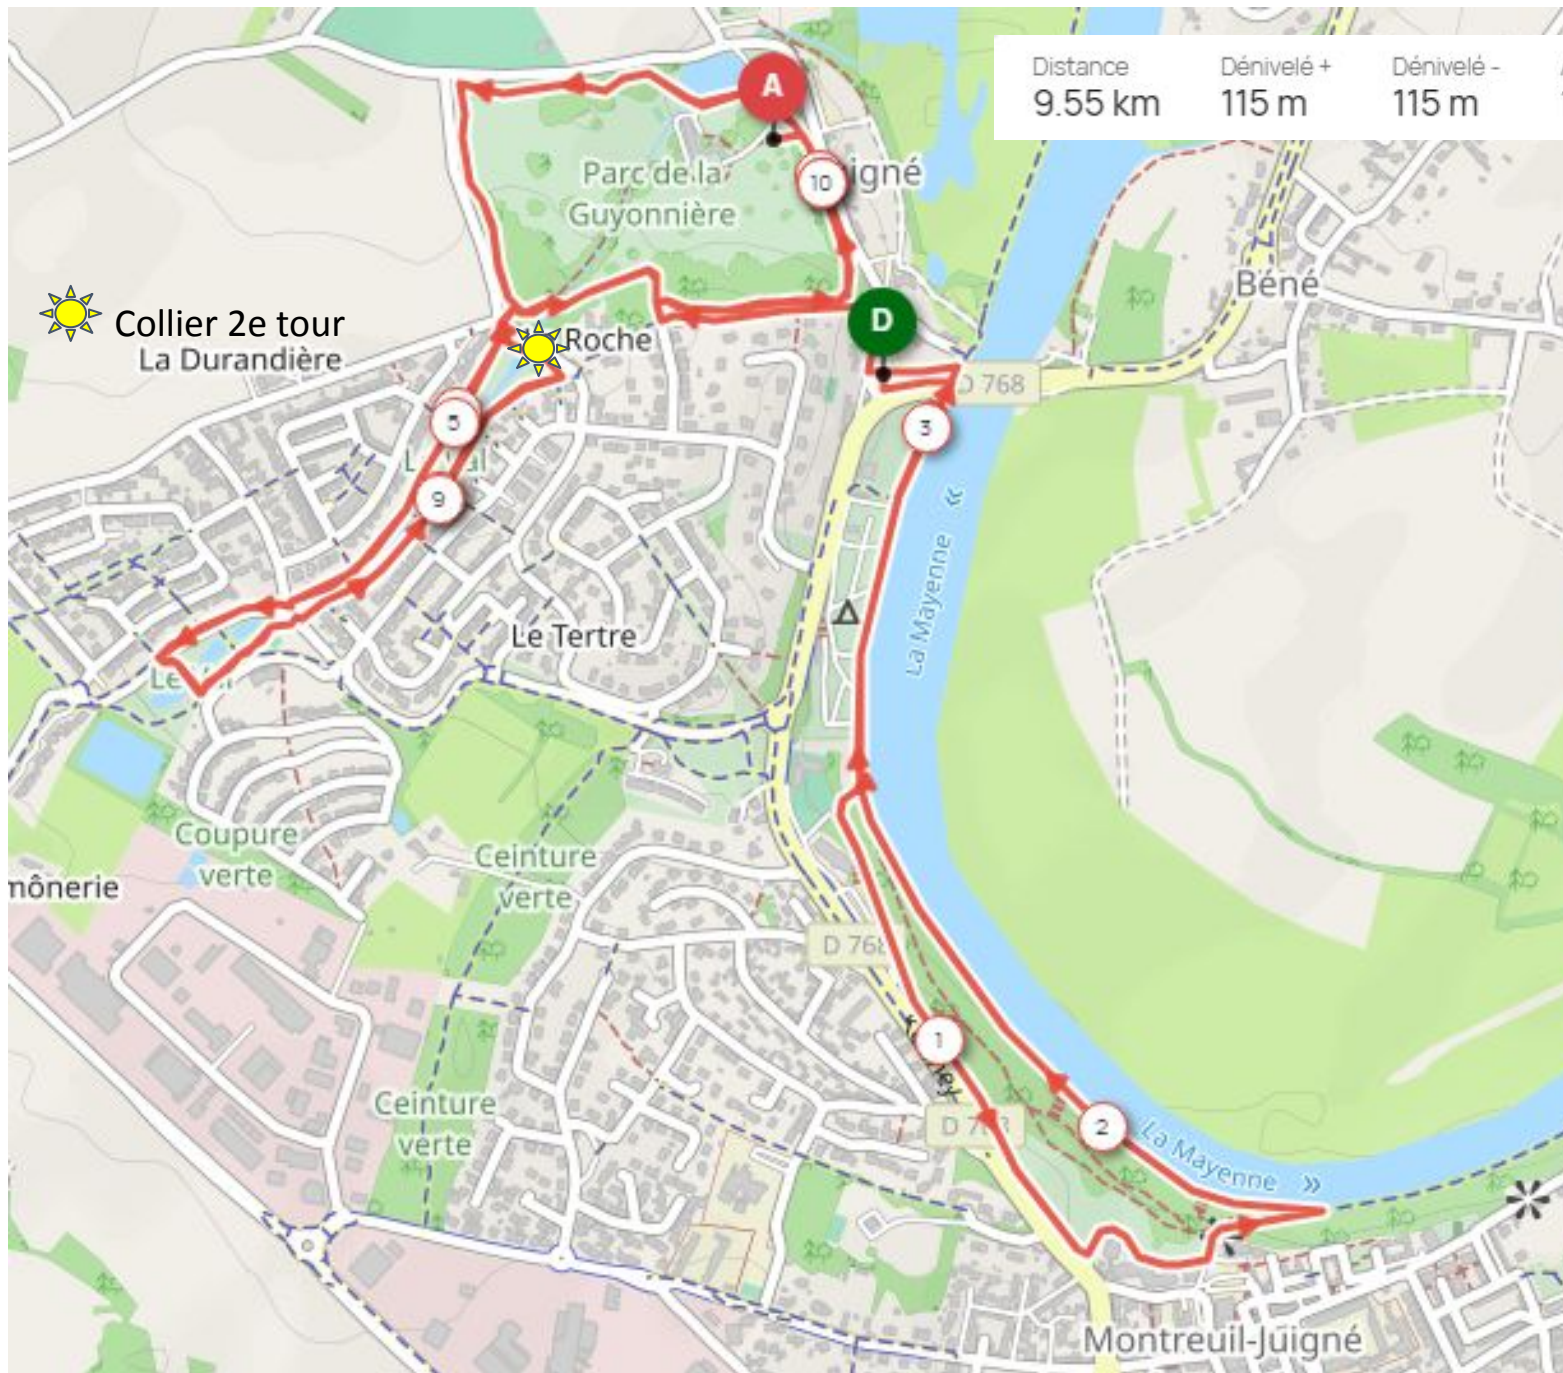 Distance
9.55 km
Dénivelé +
115 m
Dénivelé -
115 m
A
10
igné
Parc de la
Guyonnière
Béné
Collier 2e tour
La Durandière
Roche
D
D 768
3
5
9
La Mayenne »
Le Tertre
Coupure
verte
Ceinture
verte
mônerie
D 768
1
Ceinture
verte
2
La Mayenne »
Montreuil-Juigné